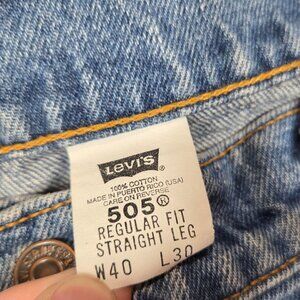 Levi's
100% COTTON
MADE IN PUERTO RICO (USA)
CARE ON REVERSE
505®
REGULAR FIT
STRAIGHT LEG
W40 L30